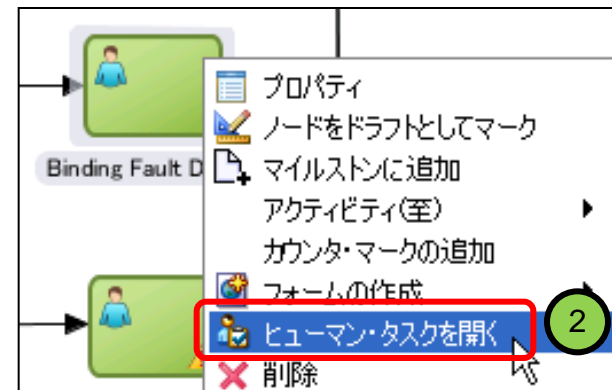 プロパティ
ノードをドラフトとしてマーク
Binding Fault D
マイルストンに追加
アクティビティ(至)
カウンタ・マークの追加
フォームの作成
ヒューマン・タスクを開く
2
削除